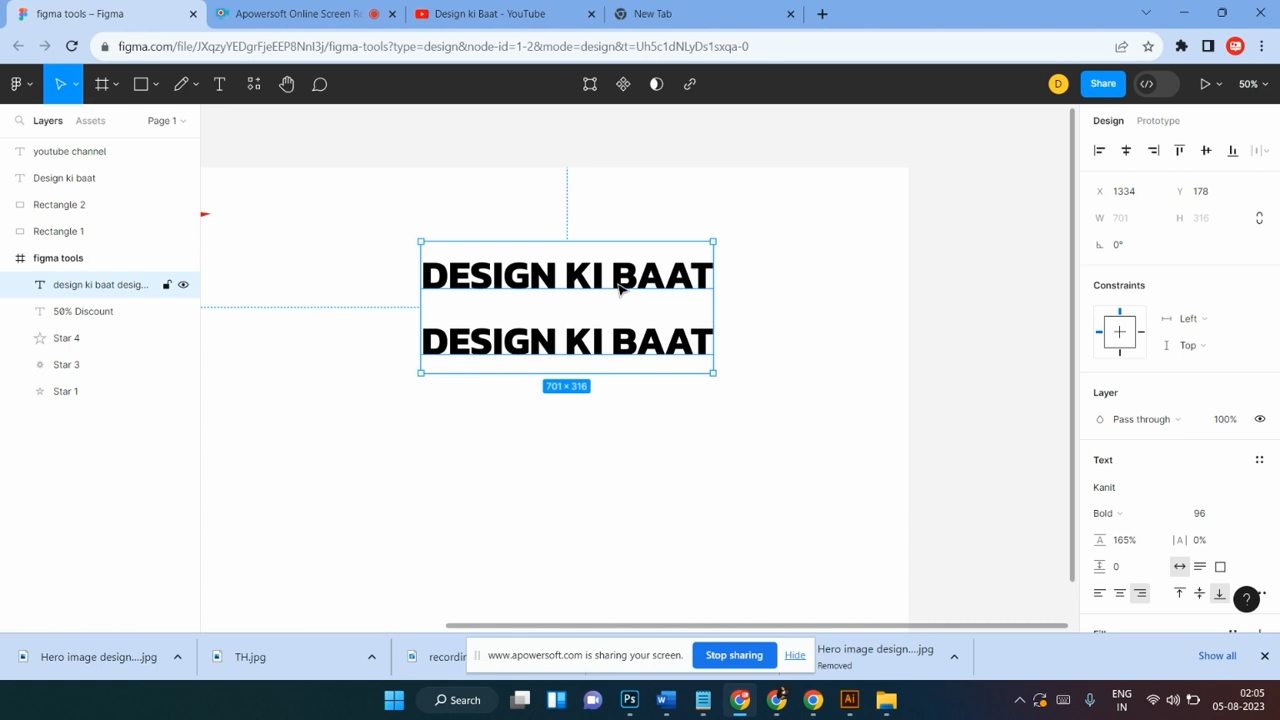 figma tools – Figma
Apowersoft Online Screen Re
Design ki Baat - YouTube
New Tab
figma.com/file/JXqzyYEDgrFjeEEP8NnI3j/figma-tools?type=design&node-id=1-2&mode=design&t=Uh5c1dNLyDs1sxqa-0
D
Share
50%
Layers
Assets
Page 1
Design
Prototype
youtube channel
Design ki baat
Rectangle 2
Rectangle 1
figma tools
design ki baat desig...
50% Discount
Star 4
Star 3
Star 1
DESIGN KI BAAT
DESIGN KI BAAT
701 × 316
X 1334 Y 178
W 701 H 316
0°
Constraints
Left
Top
Layer
Pass through 100%
Text
Kanit
Bold 96
165% 0%
0
?
Fill
Hero image design....jpg
TH.jpg
recordin
www.apowersoft.com is sharing your screen.
Stop sharing
Hide
Hero image design....jpg
Removed
Show all
Search
ENG
IN
02:05
05-08-2023